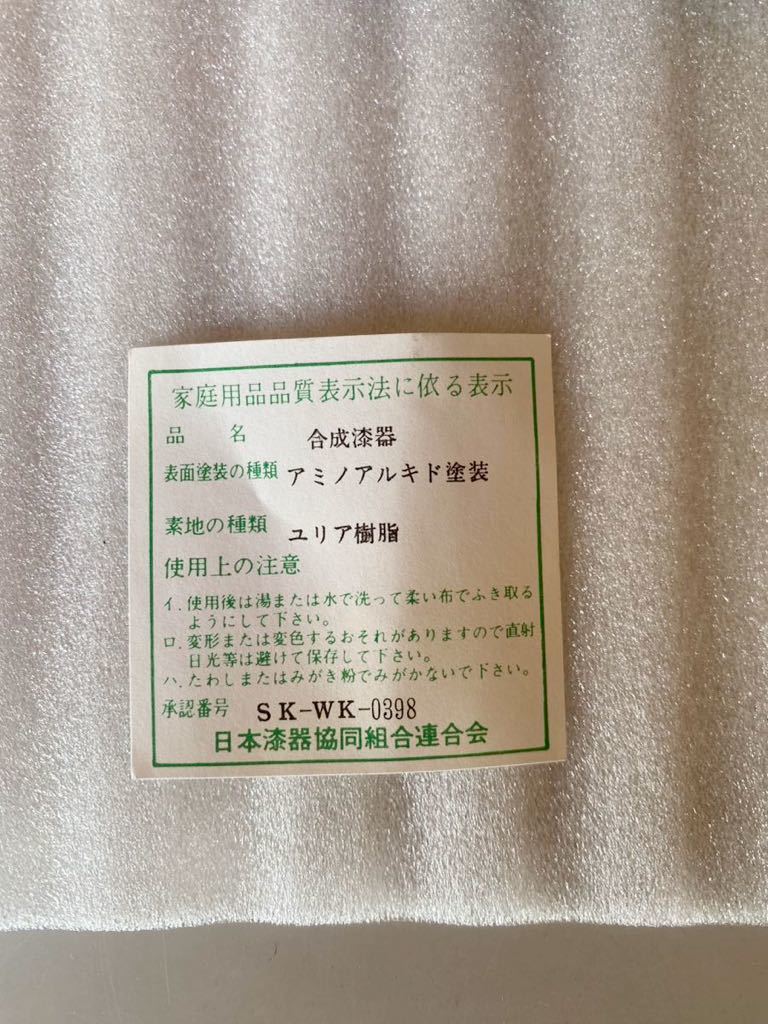 家庭用品品質表示法に依る表示
品 名 合成漆器
表面塗装の種類 アミノアルキド塗装
素地の種類 ユリア樹脂
使用上の注意
イ. 使用後は湯または水で洗って柔い布でふき取る
ようにして下さい。
ロ. 変形または変色するおそれがありますので直射
日光等は避けて保存して下さい。
ハ. たわしまたはみがき粉でみがかないで下さい。
承認番号 SK-WK-0398
日本漆器協同組合連合会